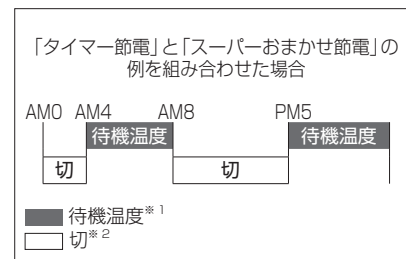 「タイマー節電」と「スーパーおまかせ節電」の
例を組み合わせた場合
AM0 AM4 AM8 PM5
待機温度 待機温度
切 切
待機温度※1
切※2